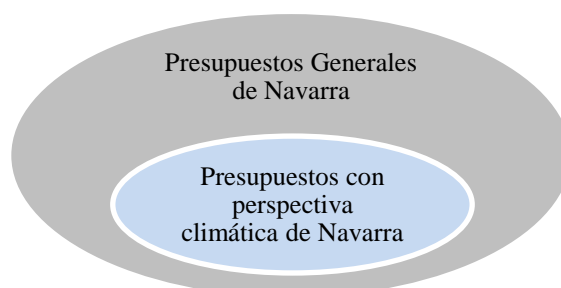 Presupuestos Generales
de Navarra
Presupuestos con
perspectiva
climática de Navarra